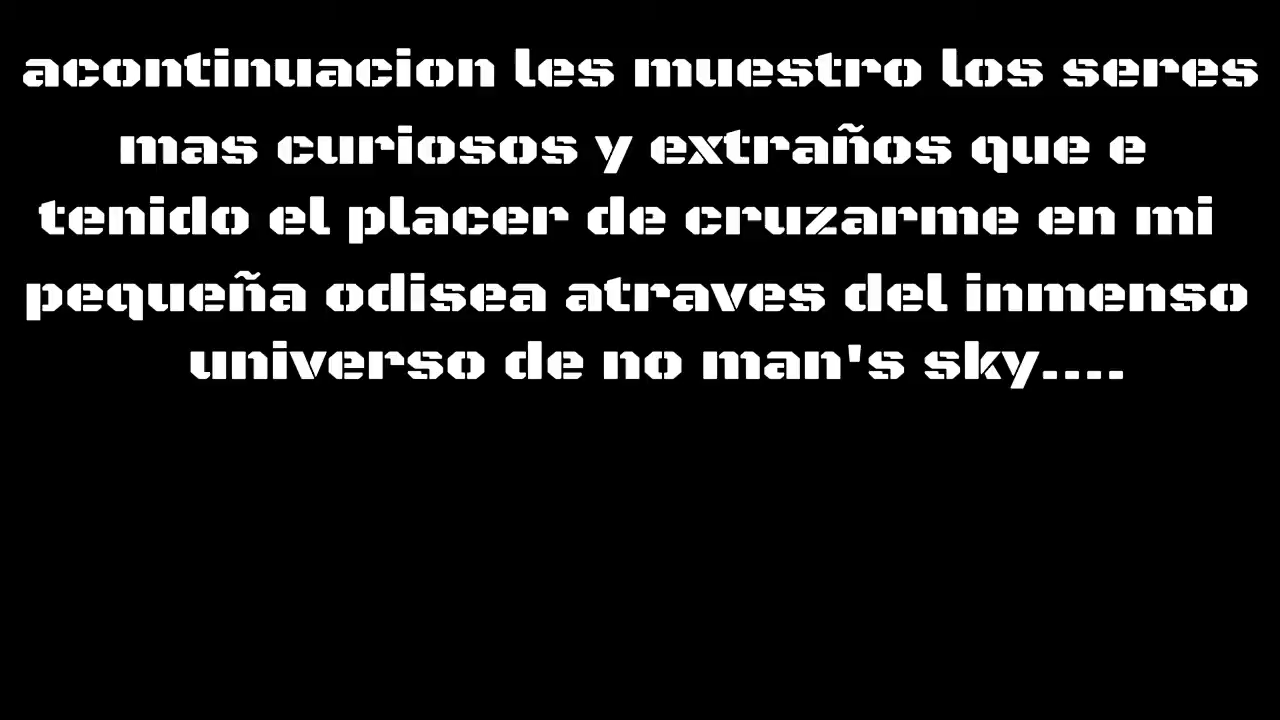 acontinuacion les muestro los seres
mas curiosos y extraños que e
tenido el placer de cruzarme en mi
pequeña odisea atraves del inmenso
universo de no man's sky....